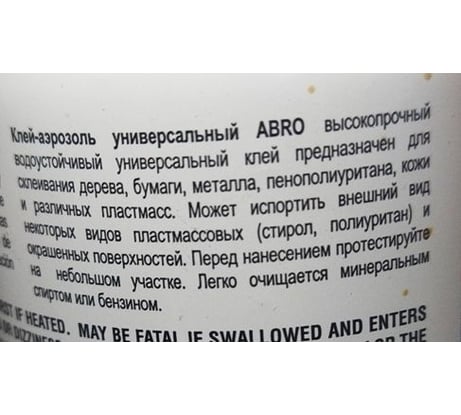 Клей-аэрозоль универсальный ABRO высокопрочный
водоустойчивый универсальный клей предназначен для
склеивания дерева, бумаги, металла, пенополиуритана, кожи
и различных пластмасс. Может испортить внешний вид
некоторых видов пластмассовых (стирол, полиуритан) и
окрашенных поверхностей. Перед нанесением протестируйте
на небольшом участке. Легко очищается минеральным
спиртом или бензином.
IF HEATED. MAY BE FATAL IF SWALLOWED AND ENTERS
OR THE